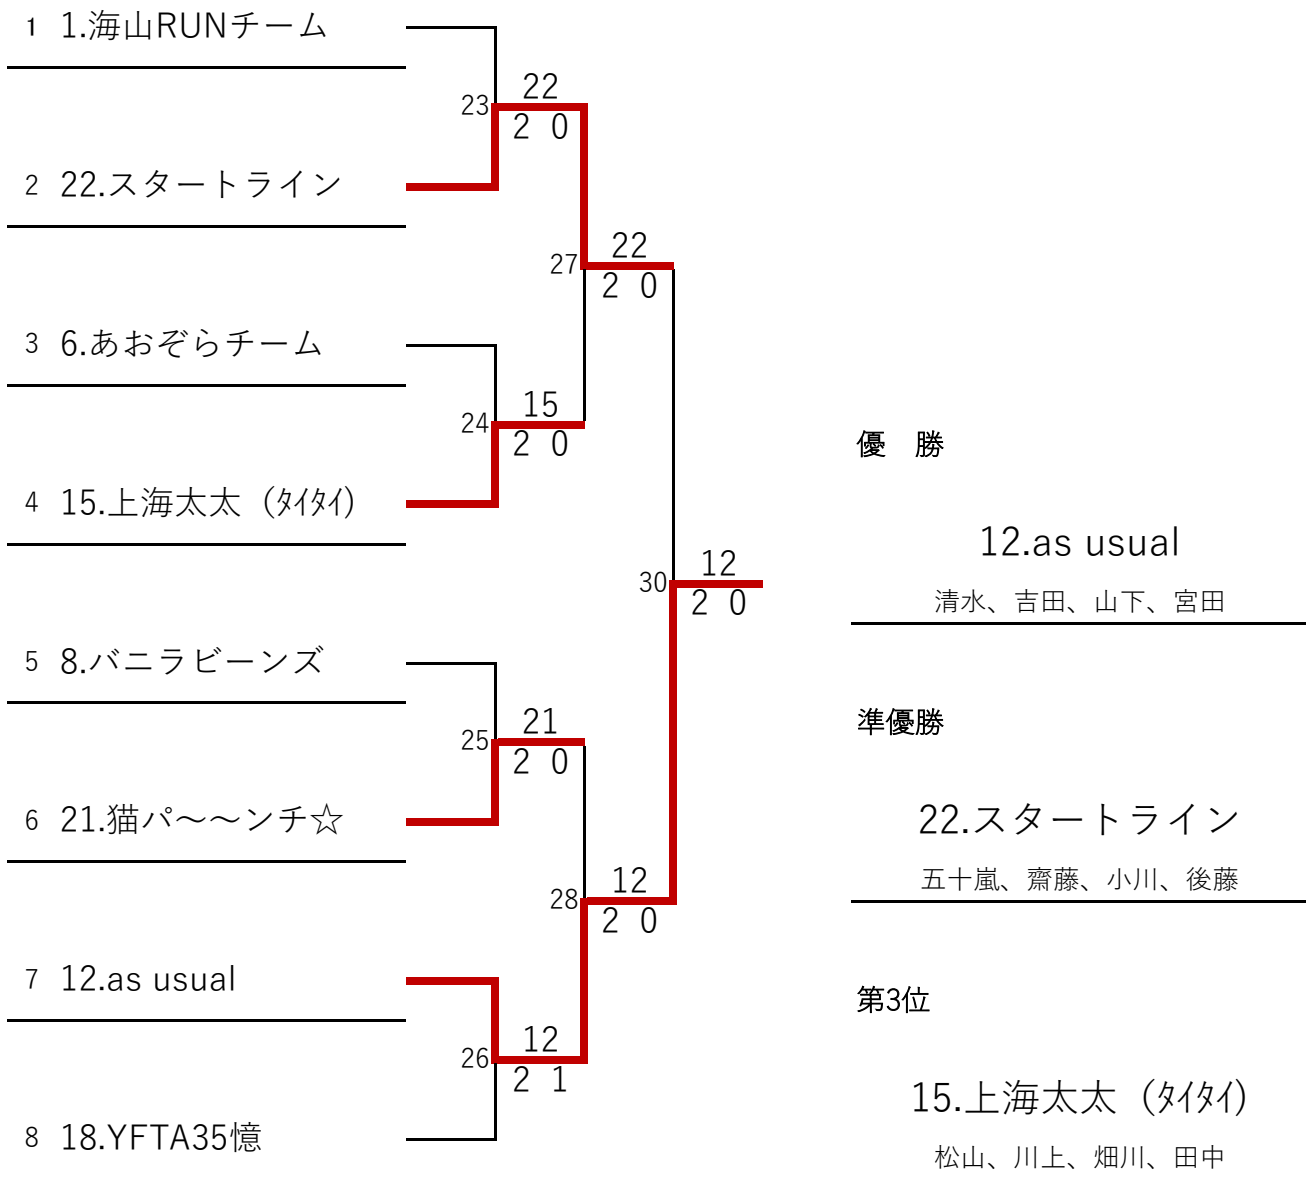 1 1.海山RUNチーム
23 22
2 0
2 22.スタートライン
27 22
2 0
3 6.あおぞらチーム
24 15
2 0
4 15.上海太太（ﾀｲﾀｲ）
30 12
2 0
5 8.バニラビーンズ
25 21
2 0
6 21.猫パ～～ンチ☆
28 12
2 0
7 12.as usual
26 12
2 1
8 18.YFTA35憶
優　勝
12.as usual
清水、吉田、山下、宮田
準優勝
22.スタートライン
五十嵐、齋藤、小川、後藤
第3位
15.上海太太（ﾀｲﾀｲ）
松山、川上、畑川、田中